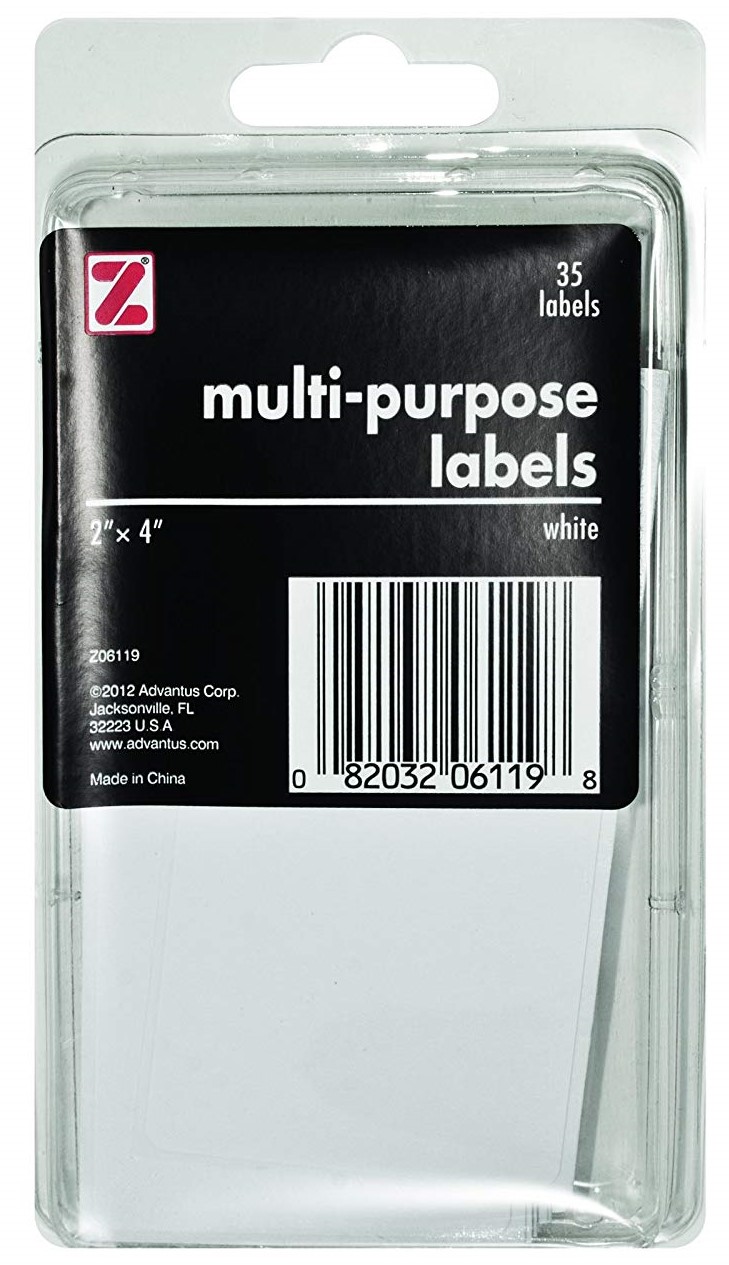 Z®
35
labels
multi-purpose
labels
2"x 4"
white
Z06119
©2012 Advantus Corp.
Jacksonville, FL
32223 U.S.A
www.advantus.com
Made in China
0 82032 06119 8